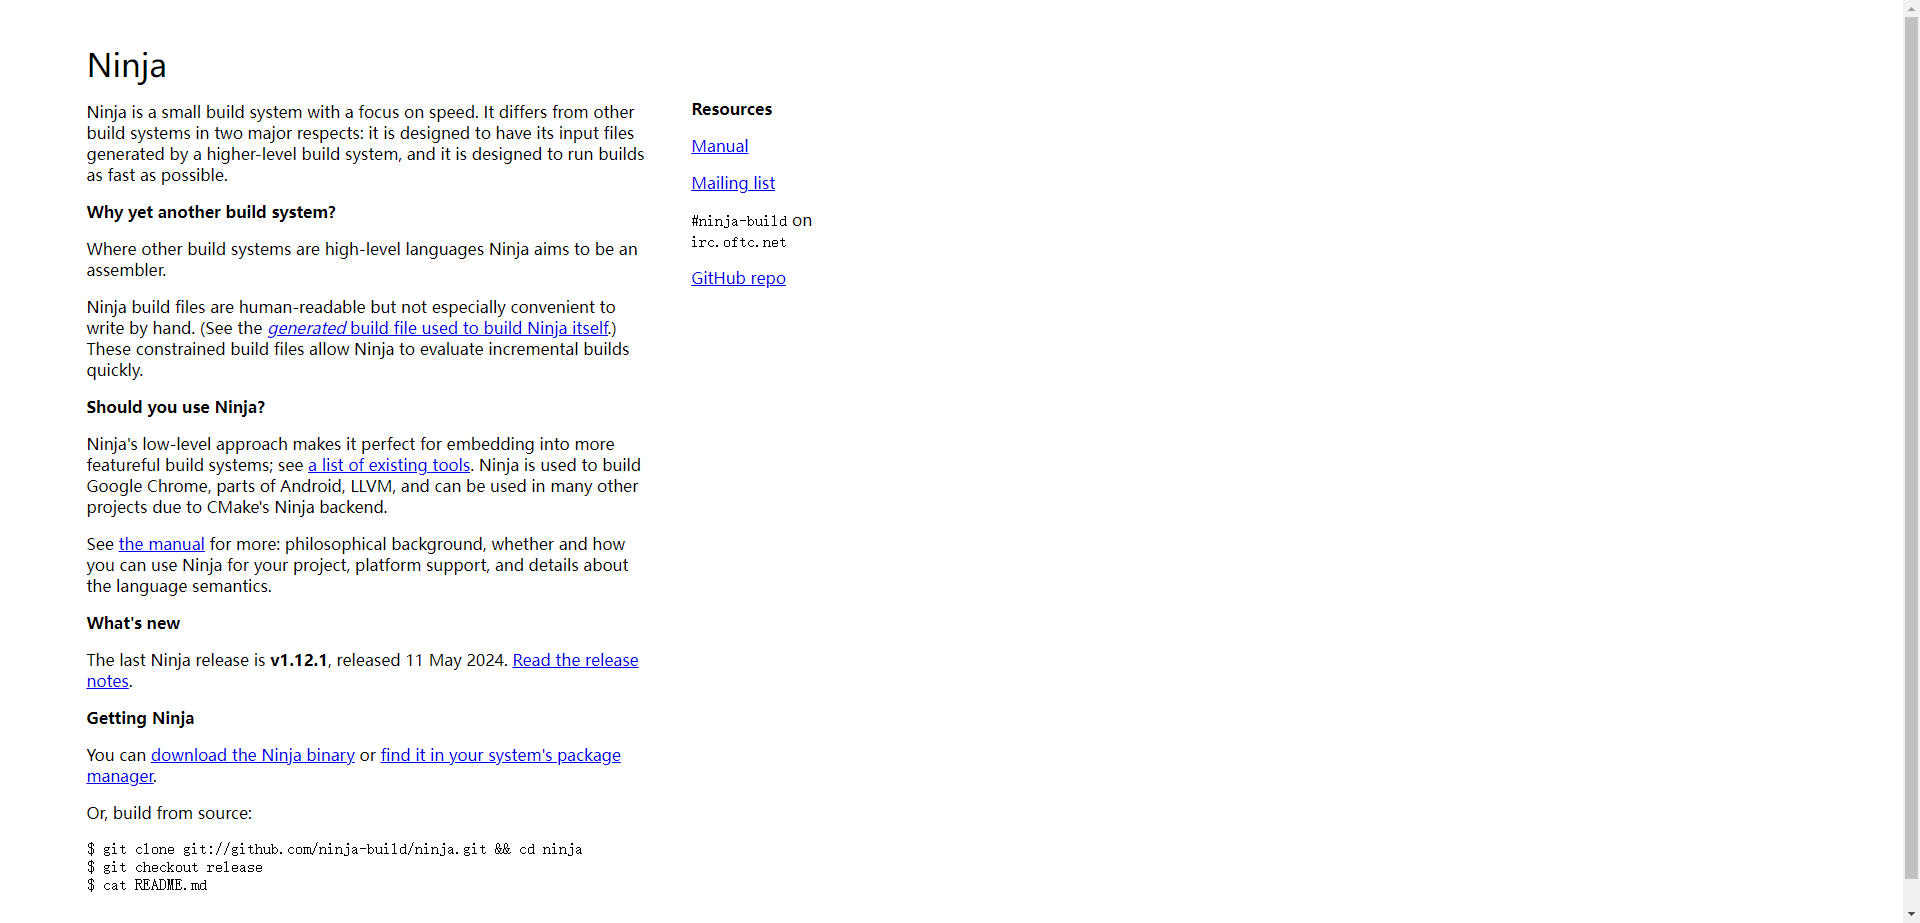 Ninja
Ninja is a small build system with a focus on speed. It differs from other
build systems in two major respects: it is designed to have its input files
generated by a higher-level build system, and it is designed to run builds
as fast as possible.
Why yet another build system?
Where other build systems are high-level languages Ninja aims to be an
assembler.
Ninja build files are human-readable but not especially convenient to
write by hand. (See the generated build file used to build Ninja itself.)
These constrained build files allow Ninja to evaluate incremental builds
quickly.
Should you use Ninja?
Ninja's low-level approach makes it perfect for embedding into more
featureful build systems; see a list of existing tools. Ninja is used to build
Google Chrome, parts of Android, LLVM, and can be used in many other
projects due to CMake's Ninja backend.
See the manual for more: philosophical background, whether and how
you can use Ninja for your project, platform support, and details about
the language semantics.
What's new
The last Ninja release is v1.12.1, released 11 May 2024. Read the release
notes.
Getting Ninja
You can download the Ninja binary or find it in your system's package
manager.
Or, build from source:
$ git clone git://github.com/ninja-build/ninja.git && cd ninja
$ git checkout release
$ cat README.md
Resources
Manual
Mailing list
#ninja-build on
irc.oftc.net
GitHub repo